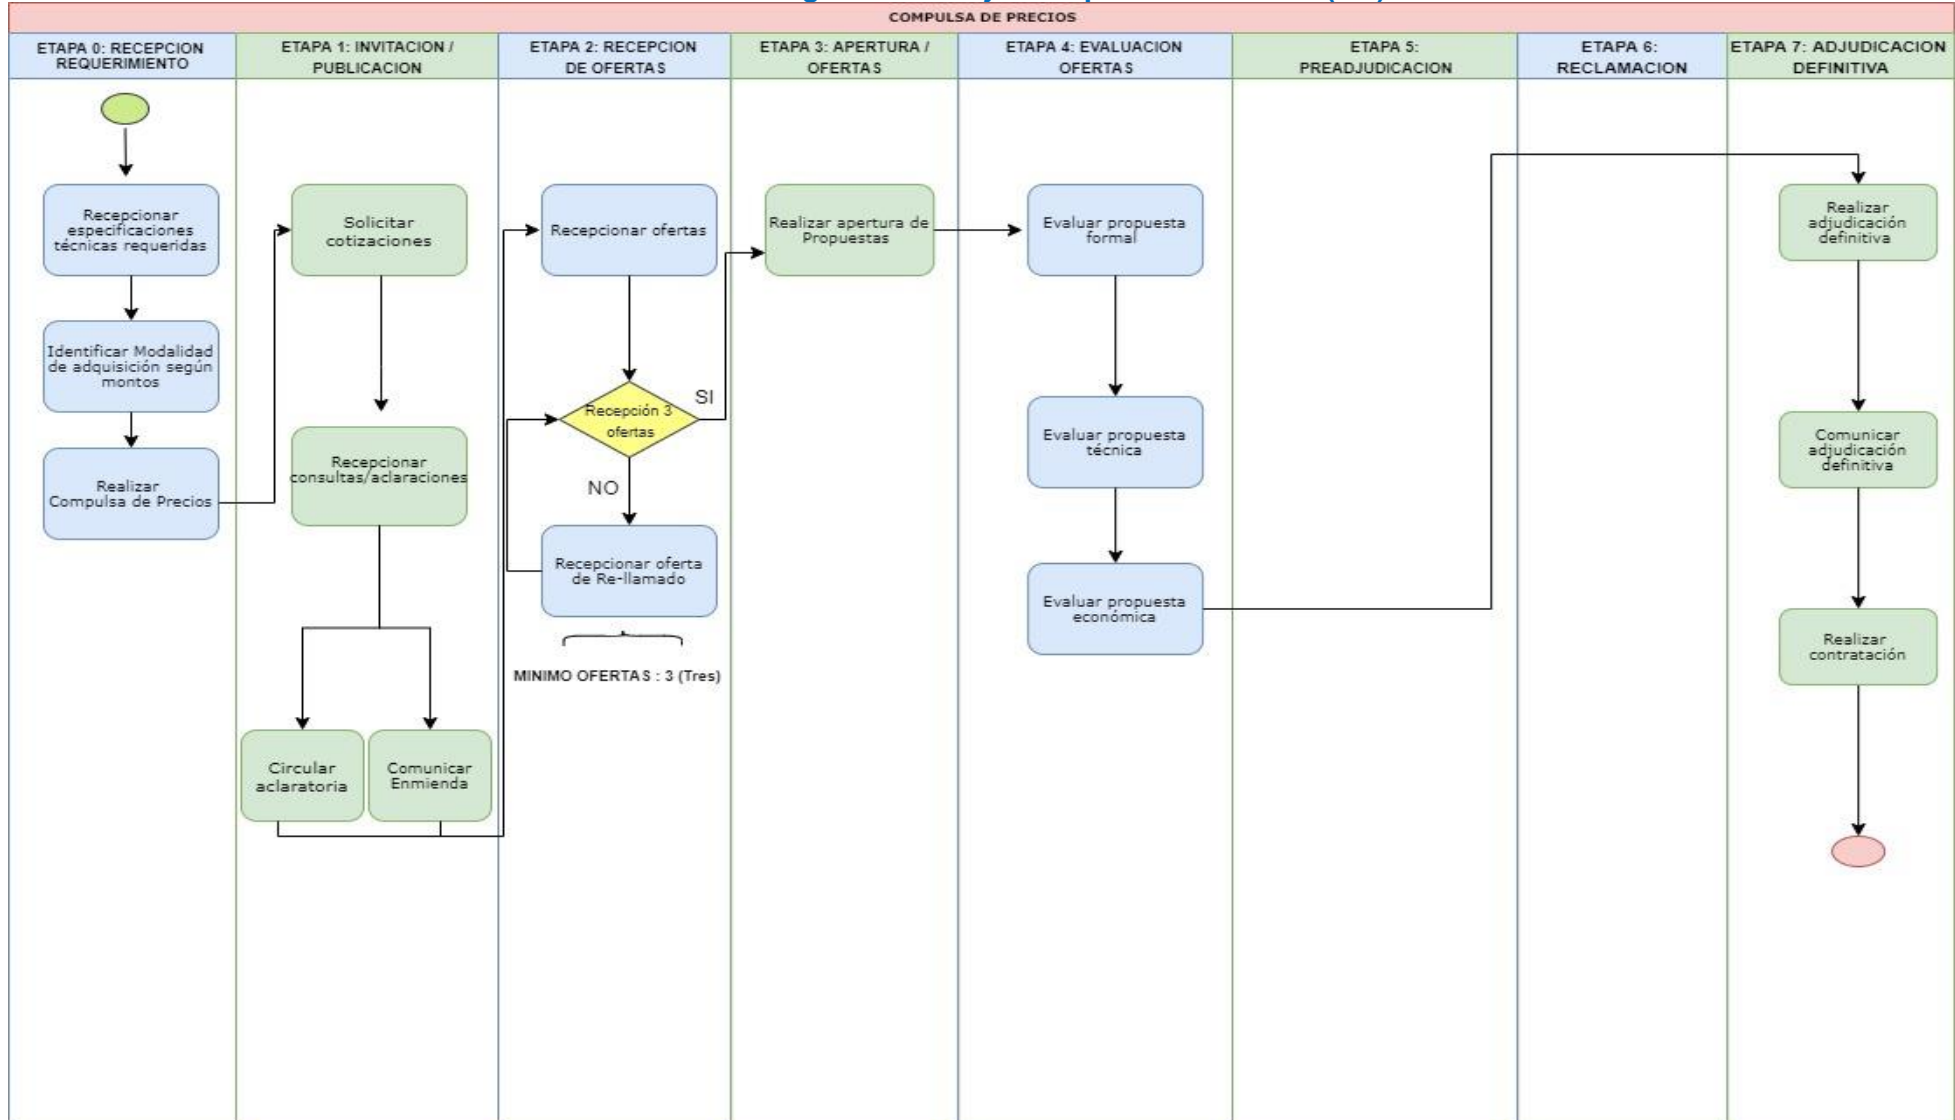 COMPULSA DE PRECIOS
ETAPA 0: RECEPCION
REQUERIMIENTO
ETAPA 1: INVITACION /
PUBLICACION
ETAPA 2: RECEPCION
DE OFERTAS
ETAPA 3: APERTURA /
OFERTAS
ETAPA 4: EVALUACION
OFERTAS
ETAPA 5:
PREADJUDICACION
ETAPA 6:
RECLAMACION
ETAPA 7: ADJUDICACION
DEFINITIVA
Recepcionar
especificaciones
técnicas requeridas
Identificar Modalidad
de adquisición según
montos
Realizar
Compulsa de Precios
Solicitar
cotizaciones
Recepcionar
consultas/aclaraciones
Circular
aclaratoria
Comunicar
Enmienda
Recepcionar ofertas
Recepción 3
ofertas
SI
NO
Recepcionar oferta
de Re-llamado
MINIMO OFERTAS : 3 (Tres)
Realizar apertura de
Propuestas
Evaluar propuesta
formal
Evaluar propuesta
técnica
Evaluar propuesta
económica
Realizar
adjudicación
definitiva
Comunicar
adjudicación
definitiva
Realizar
contratación